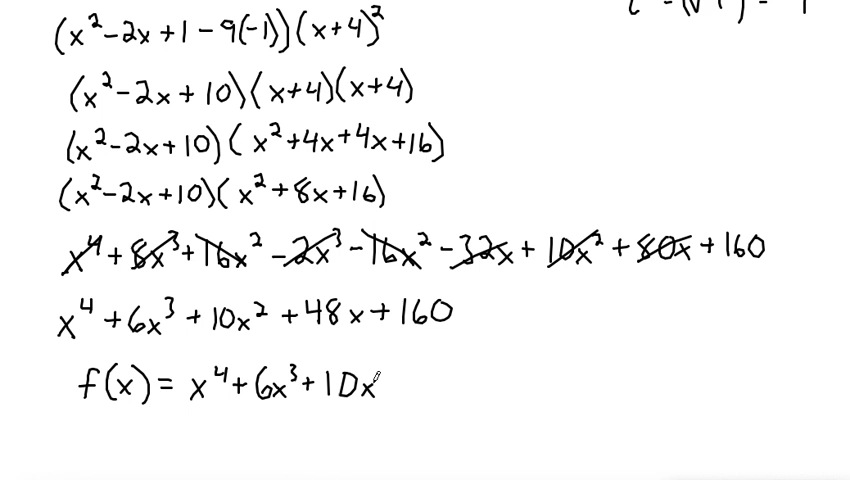 (x²-2x+1-9(-1))(x+4)²
(x²-2x+10)(x+4)(x+4)
(x²-2x+10)(x²+4x+4x+16)
(x²-2x+10)(x²+8x+16)
x⁴+8x³+16x²-2x³-16x²-32x+10x²+80x+160
x⁴+6x³+10x²+48x+160
f(x)=x⁴+6x³+10x